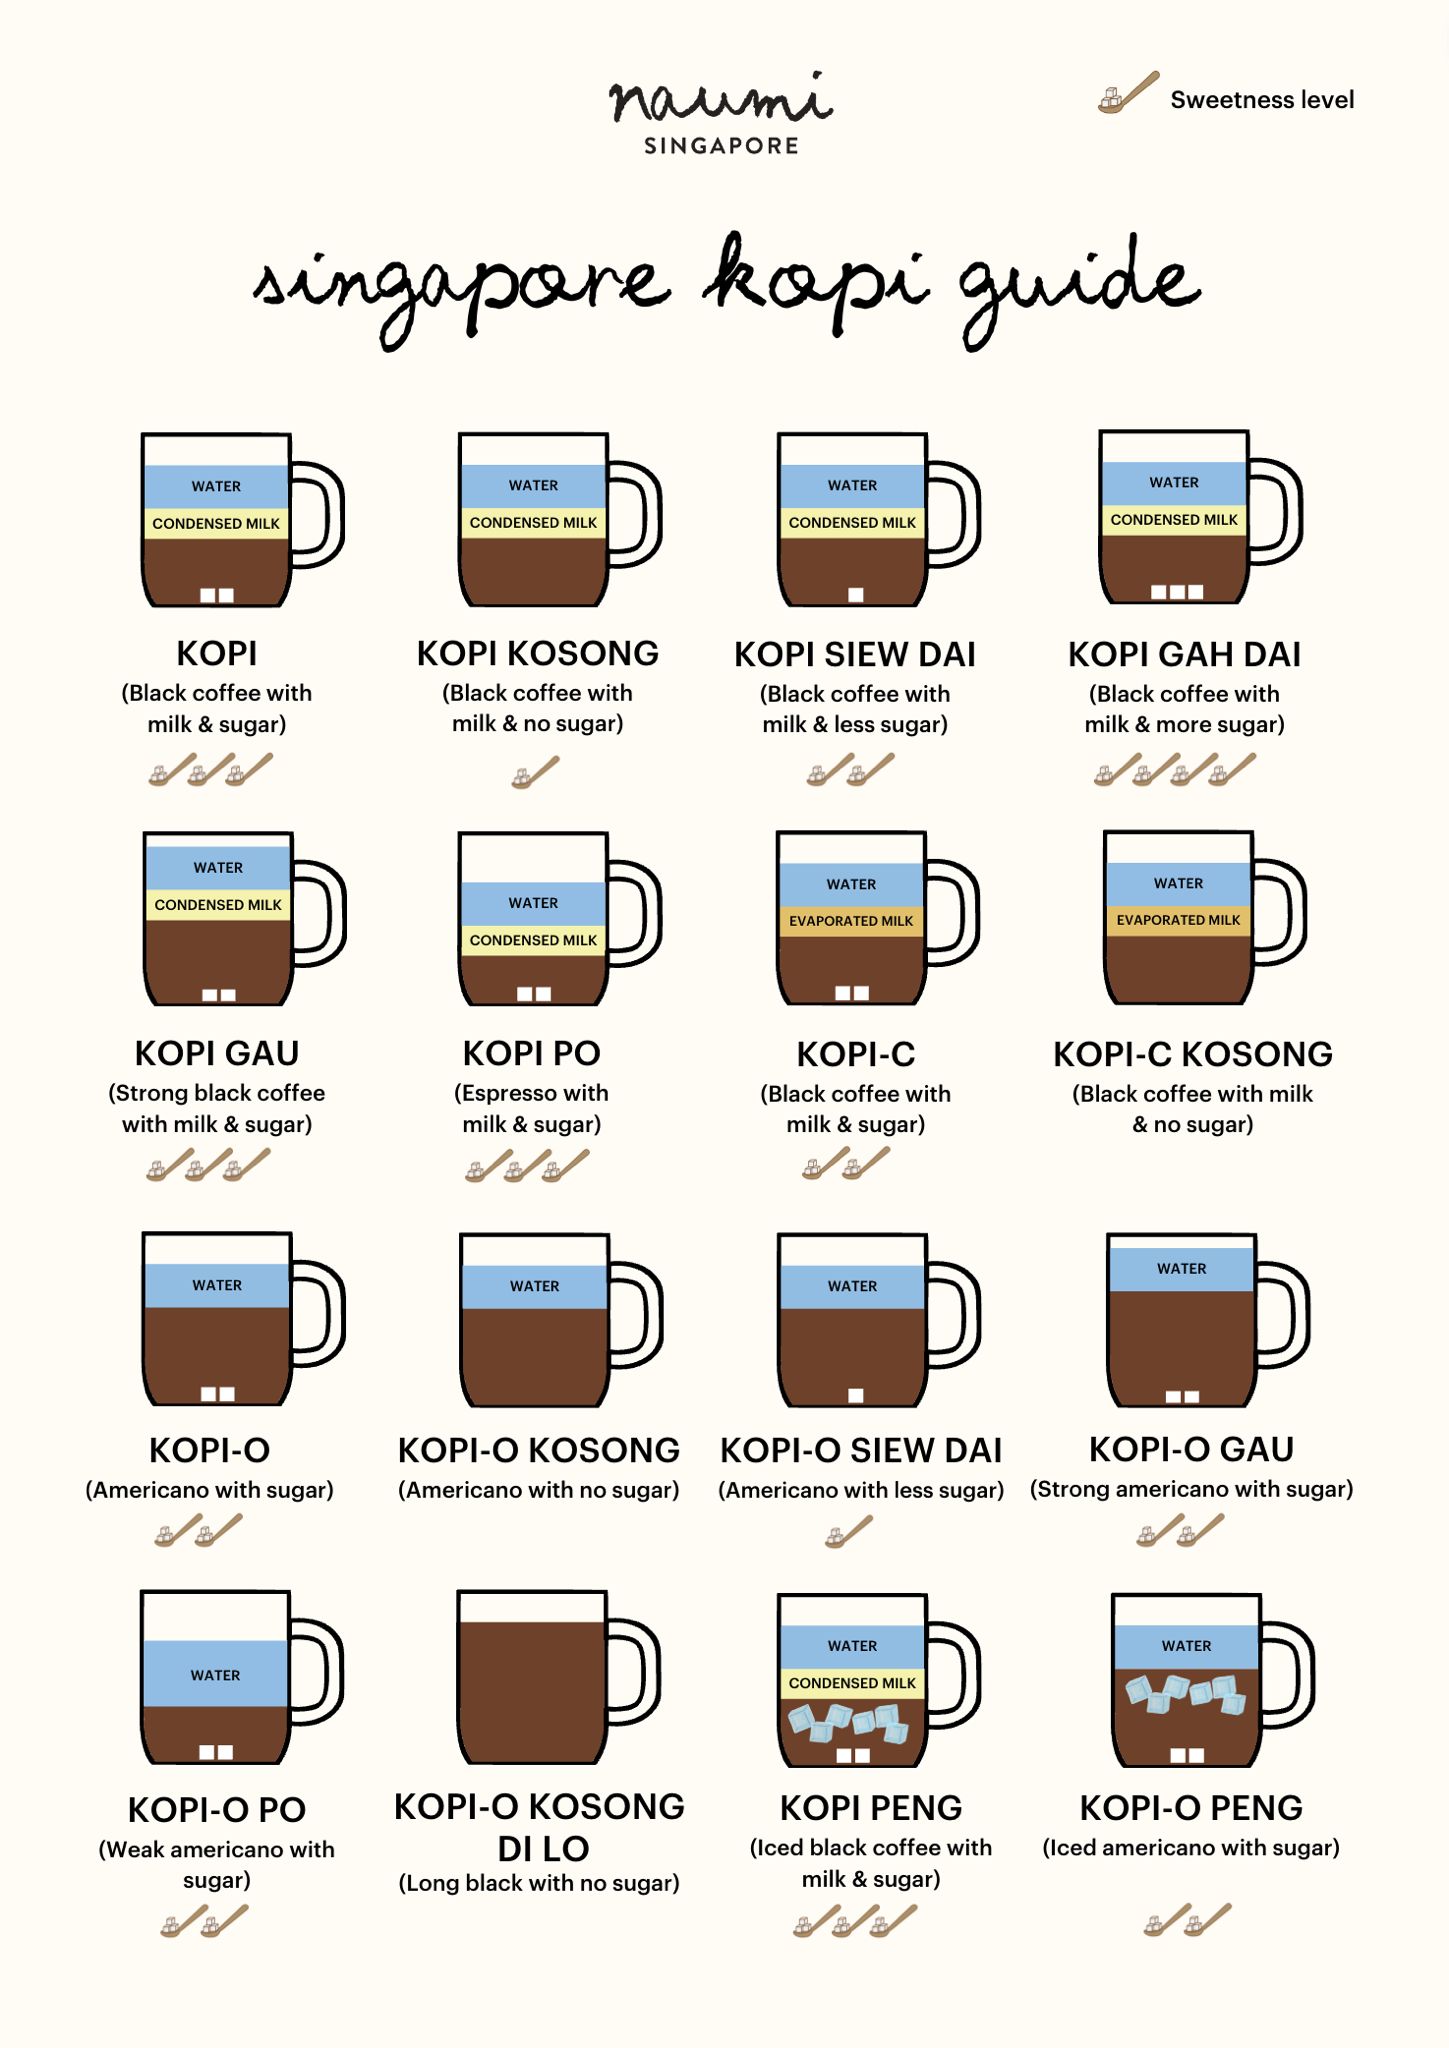 naumi
SINGAPORE
Sweetness level
singapore kopi guide
WATER
CONDENSED MILK
KOPI
(Black coffee with
milk & sugar)
WATER
CONDENSED MILK
KOPI KOSONG
(Black coffee with
milk & no sugar)
WATER
CONDENSED MILK
KOPI SIEW DAI
(Black coffee with
milk & less sugar)
WATER
CONDENSED MILK
KOPI GAH DAI
(Black coffee with
milk & more sugar)
WATER
CONDENSED MILK
KOPI GAU
(Strong black coffee
with milk & sugar)
WATER
CONDENSED MILK
KOPI PO
(Espresso with
milk & sugar)
WATER
EVAPORATED MILK
KOPI-C
(Black coffee with
milk & sugar)
WATER
EVAPORATED MILK
KOPI-C KOSONG
(Black coffee with milk
& no sugar)
WATER
KOPI-O
(Americano with sugar)
WATER
KOPI-O KOSONG
(Americano with no sugar)
WATER
KOPI-O SIEW DAI
(Americano with less sugar)
WATER
KOPI-O GAU
(Strong americano with sugar)
WATER
KOPI-O PO
(Weak americano with
sugar)
KOPI-O KOSONG
DI LO
(Long black with no sugar)
WATER
CONDENSED MILK
KOPI PENG
(Iced black coffee with
milk & sugar)
WATER
KOPI-O PENG
(Iced americano with sugar)